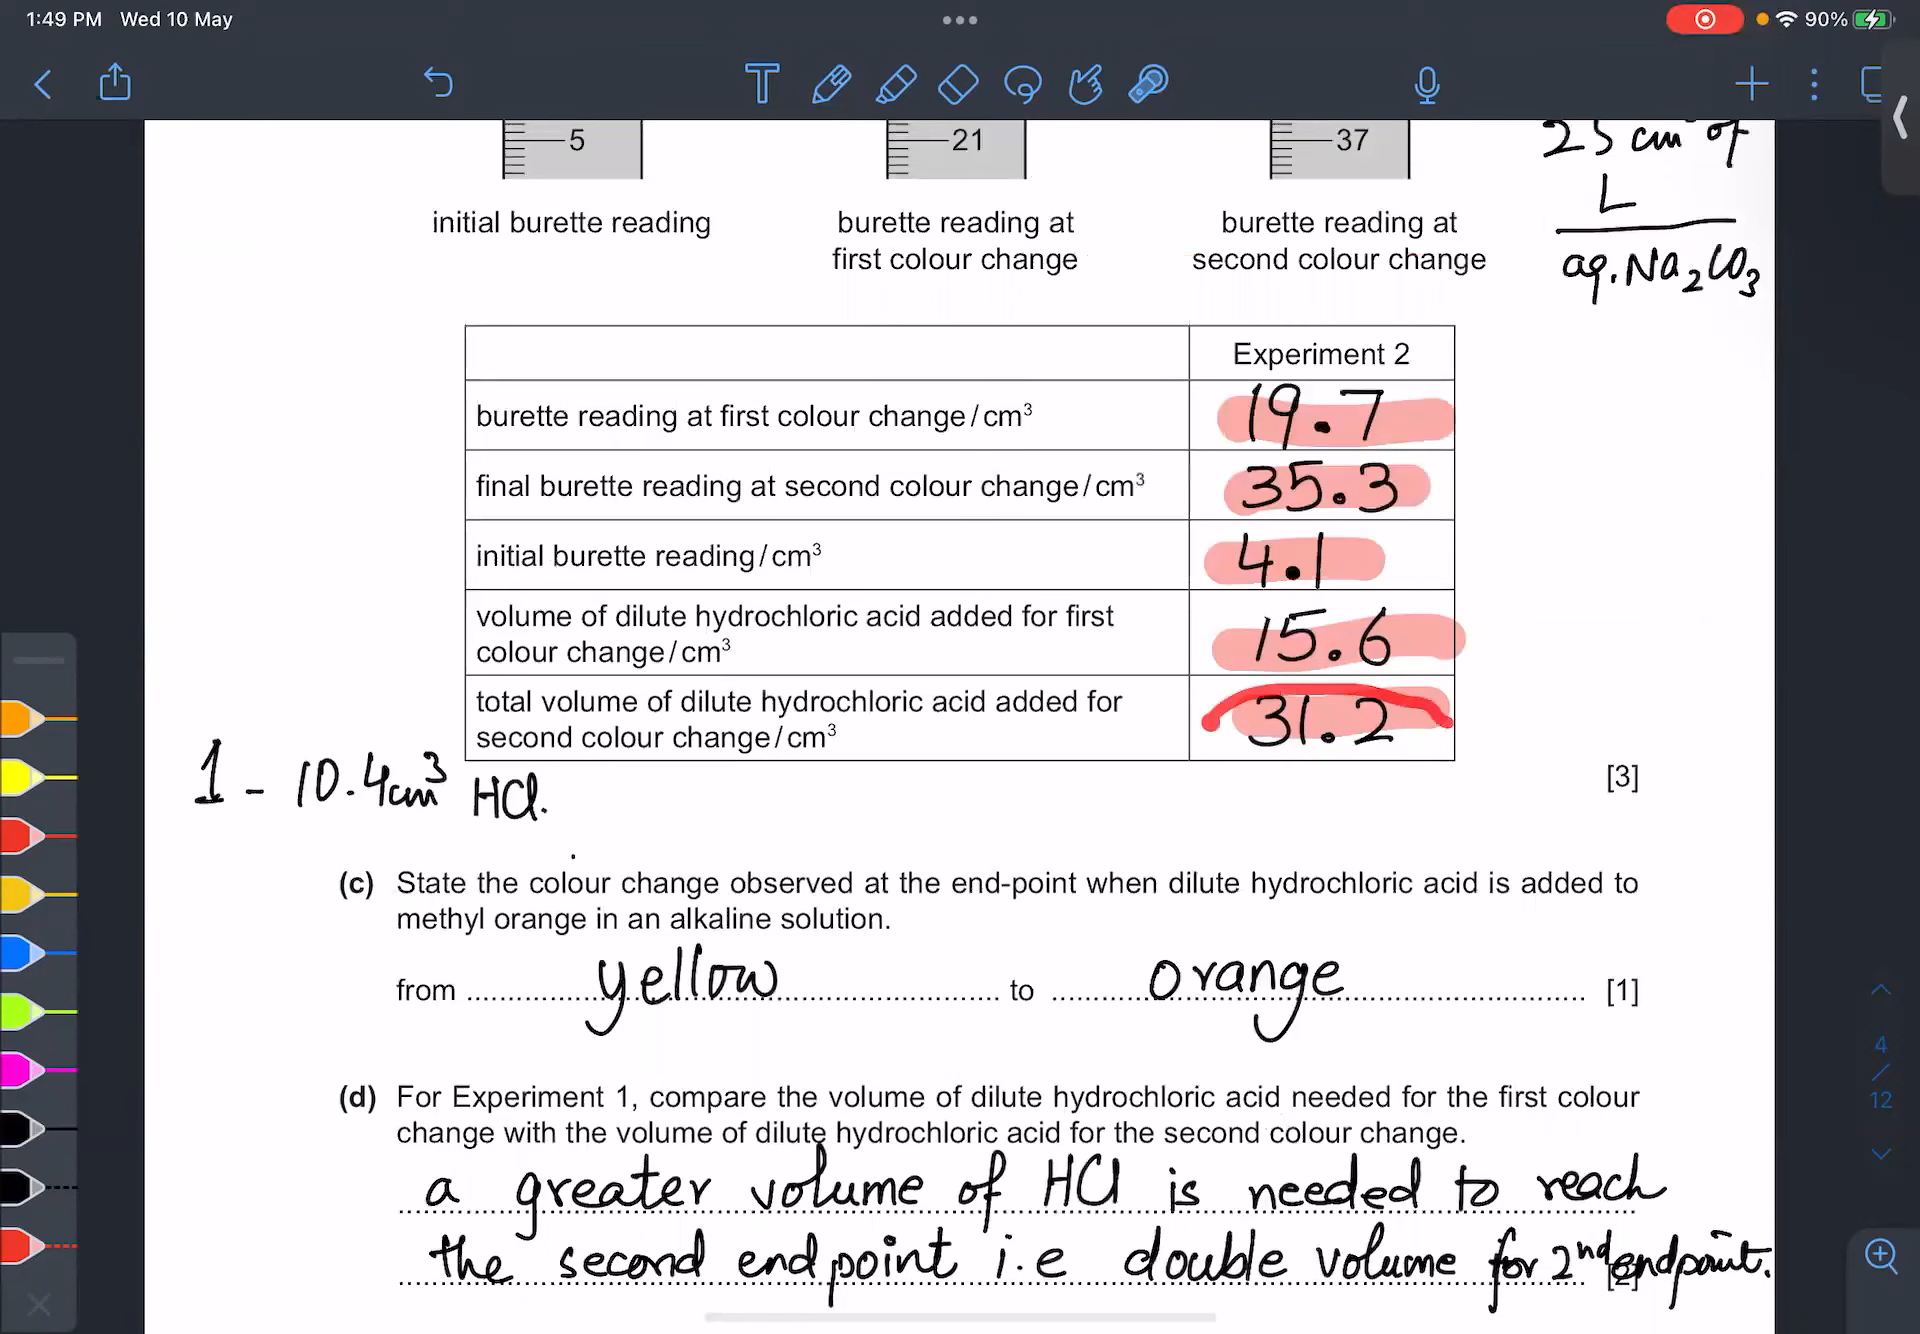 1:49 PM Wed 10 May
90%
5
21
37
25 cm³ of
L
aq. Na₂CO₃
initial burette reading
burette reading at
first colour change
burette reading at
second colour change
Experiment 2
burette reading at first colour change/cm³ 19.7
final burette reading at second colour change/cm³ 35.3
initial burette reading/cm³ 4.1
volume of dilute hydrochloric acid added for first
colour change/cm³ 15.6
total volume of dilute hydrochloric acid added for
second colour change/cm³ 31.2
[3]
1 - 10.4cm³ HCl.
(c) State the colour change observed at the end-point when dilute hydrochloric acid is added to
methyl orange in an alkaline solution.
from yellow to orange [1]
(d) For Experiment 1, compare the volume of dilute hydrochloric acid needed for the first colour
change with the volume of dilute hydrochloric acid for the second colour change.
a greater volume of HCl is needed to reach
the second endpoint i.e double volume for 2nd endpoint.
[2]
4
/
12